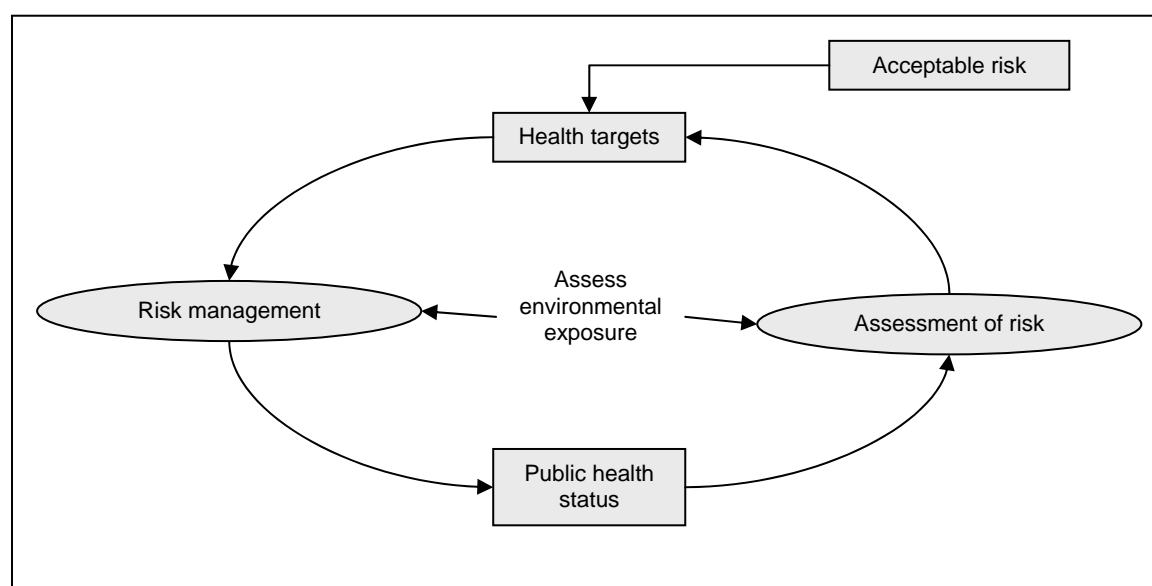 Acceptable risk
Health targets
Risk management
Assess
environmental
exposure
Assessment of risk
Public health
status